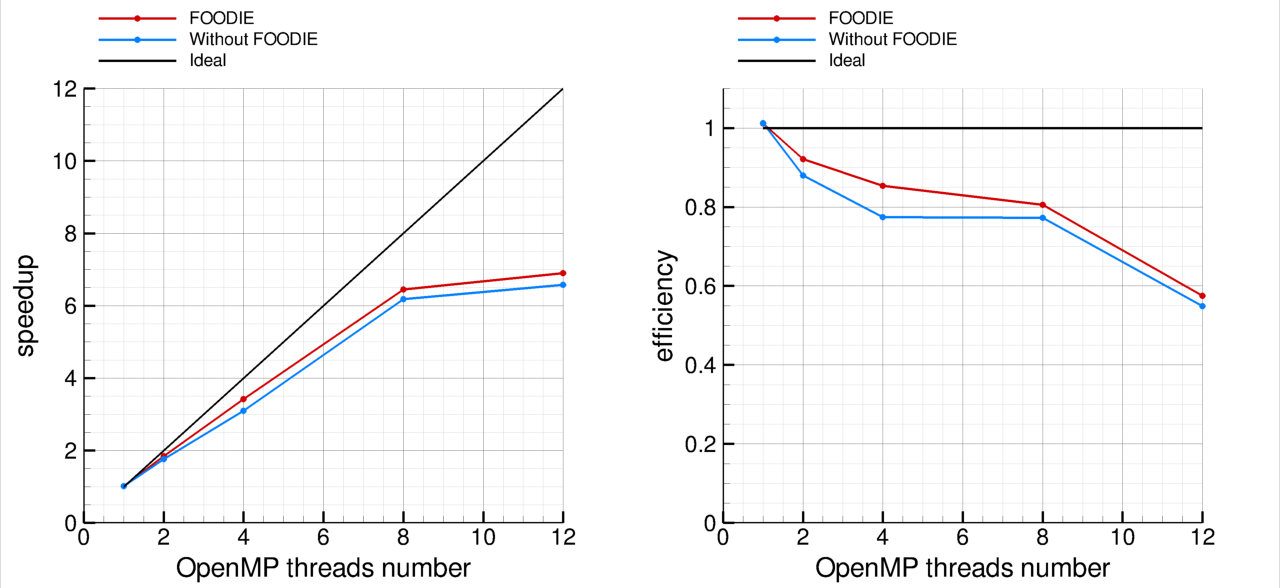 FOODIE
Without FOODIE
Ideal
12
10
8
6
4
2
0
speedup
0 2 4 6 8 10 12
OpenMP threads number
FOODIE
Without FOODIE
Ideal
1
0.8
0.6
0.4
0.2
0
efficiency
0 2 4 6 8 10 12
OpenMP threads number